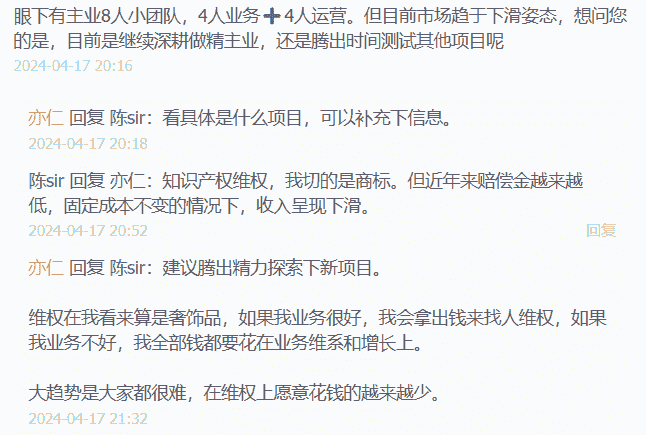 眼下有主业8人小团队，4人业务➕4人运营。但目前市场趋于下滑姿态，想问您
的是，目前是继续深耕做精主业，还是腾出时间测试其他项目呢
2024-04-17 20:16
亦仁 回复 陈sir：看具体是什么项目，可以补充下信息。
2024-04-17 20:18
陈sir 回复 亦仁：知识产权维权，我切的是商标。但近年来赔偿金越来越
低，固定成本不变的情况下，收入呈现下滑。
2024-04-17 20:52 回复
亦仁 回复 陈sir：建议腾出精力探索下新项目。
维权在我看来算是奢饰品，如果我业务很好，我会拿出钱来找人维权，如果
我业务不好，我全部钱都要花在业务维系和增长上。
大趋势是大家都很难，在维权上愿意花钱的越来越少。
2024-04-17 21:32